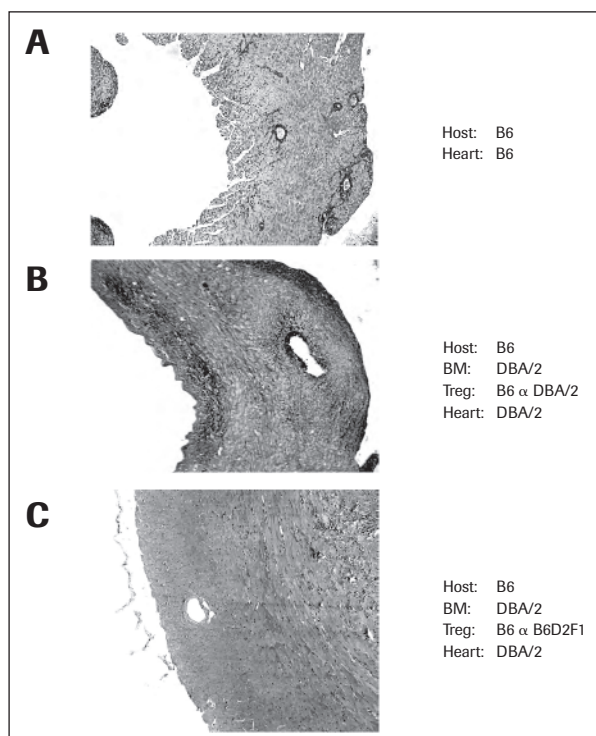 A
Host: B6
Heart: B6
B
Host: B6
BM: DBA/2
Treg: B6 α DBA/2
Heart: DBA/2
C
Host: B6
BM: DBA/2
Treg: B6 α B6D2F1
Heart: DBA/2